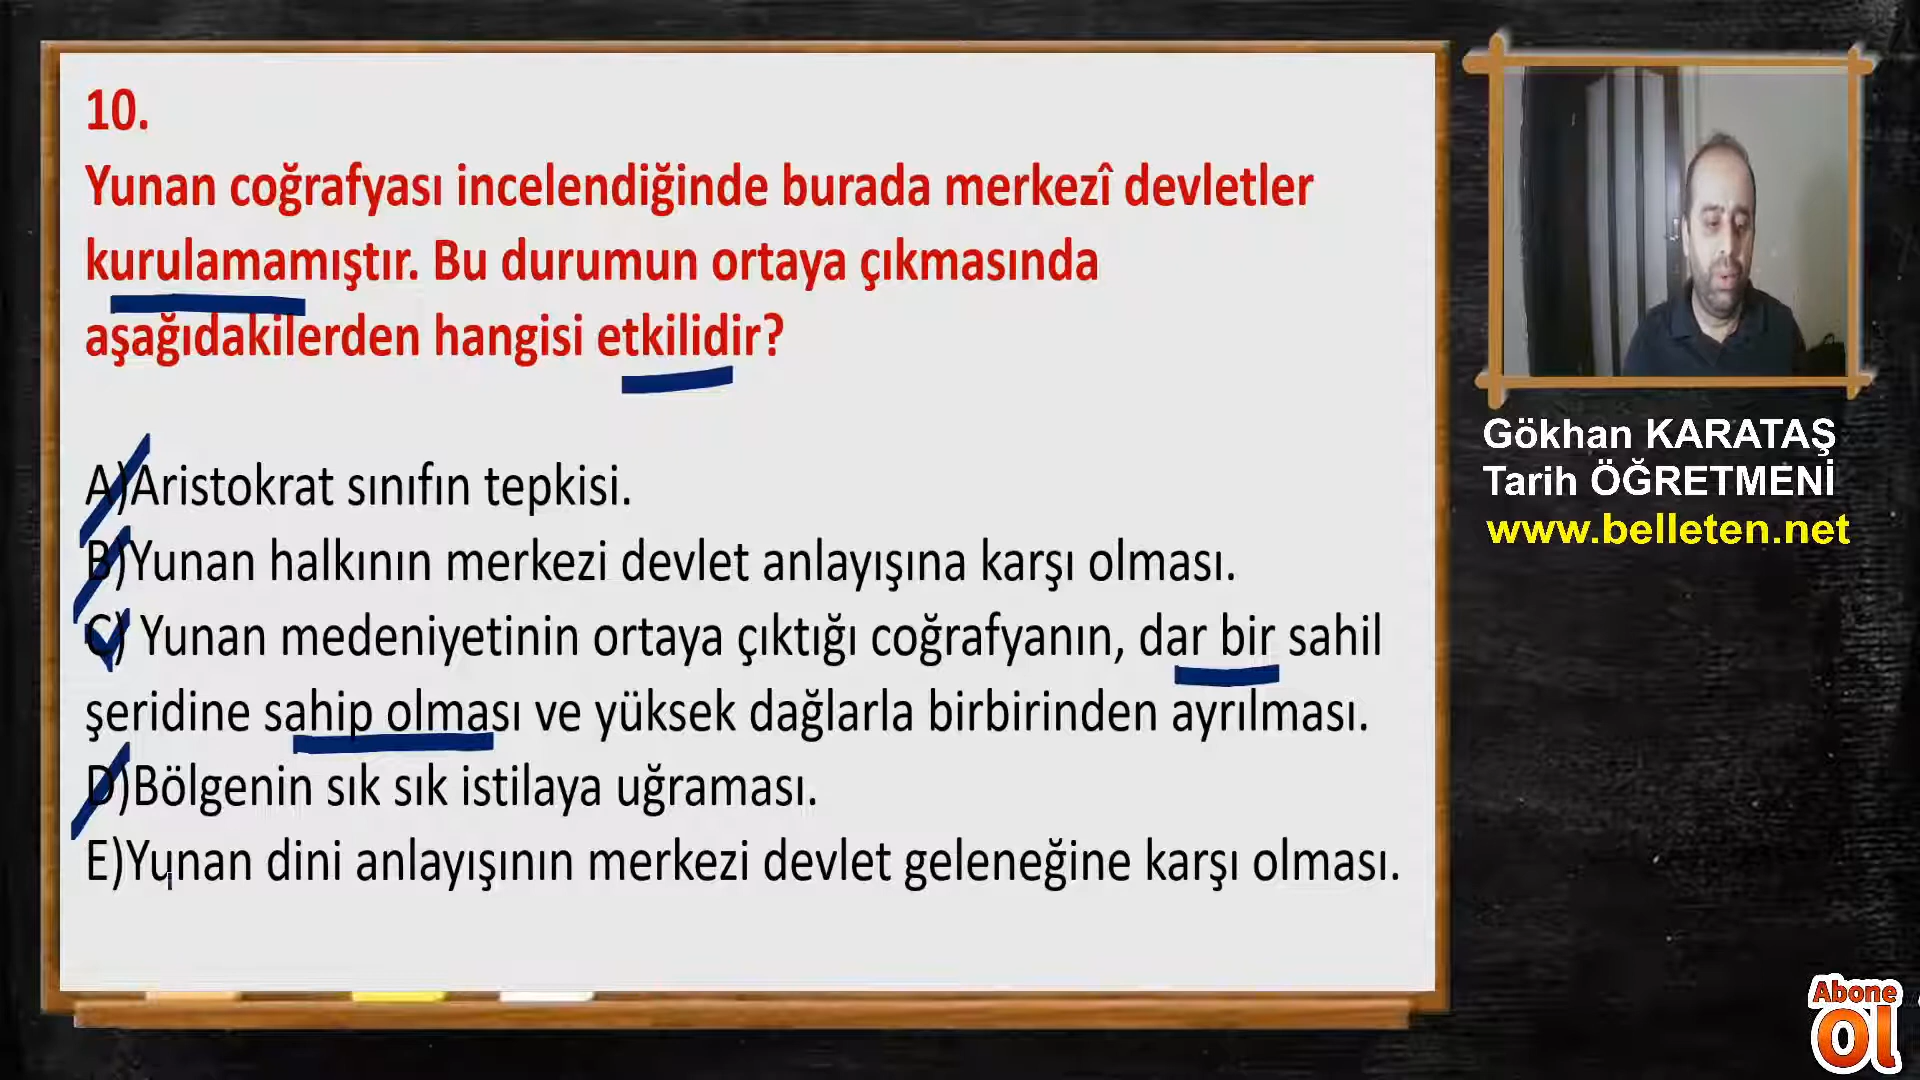 10.
Yunan coğrafyası incelendiğinde burada merkezî devletler
kurulamamıştır. Bu durumun ortaya çıkmasında
aşağıdakilerden hangisi etkilidir?
A)Aristokrat sınıfın tepkisi.
B)Yunan halkının merkezi devlet anlayışına karşı olması.
C) Yunan medeniyetinin ortaya çıktığı coğrafyanın, dar bir sahil
şeridine sahip olması ve yüksek dağlarla birbirinden ayrılması.
D)Bölgenin sık sık istilaya uğraması.
E)Yunan dini anlayışının merkezi devlet geleneğine karşı olması.
Gökhan KARATAŞ
Tarih ÖĞRETMENİ
www.belleten.net
Abone
Ol